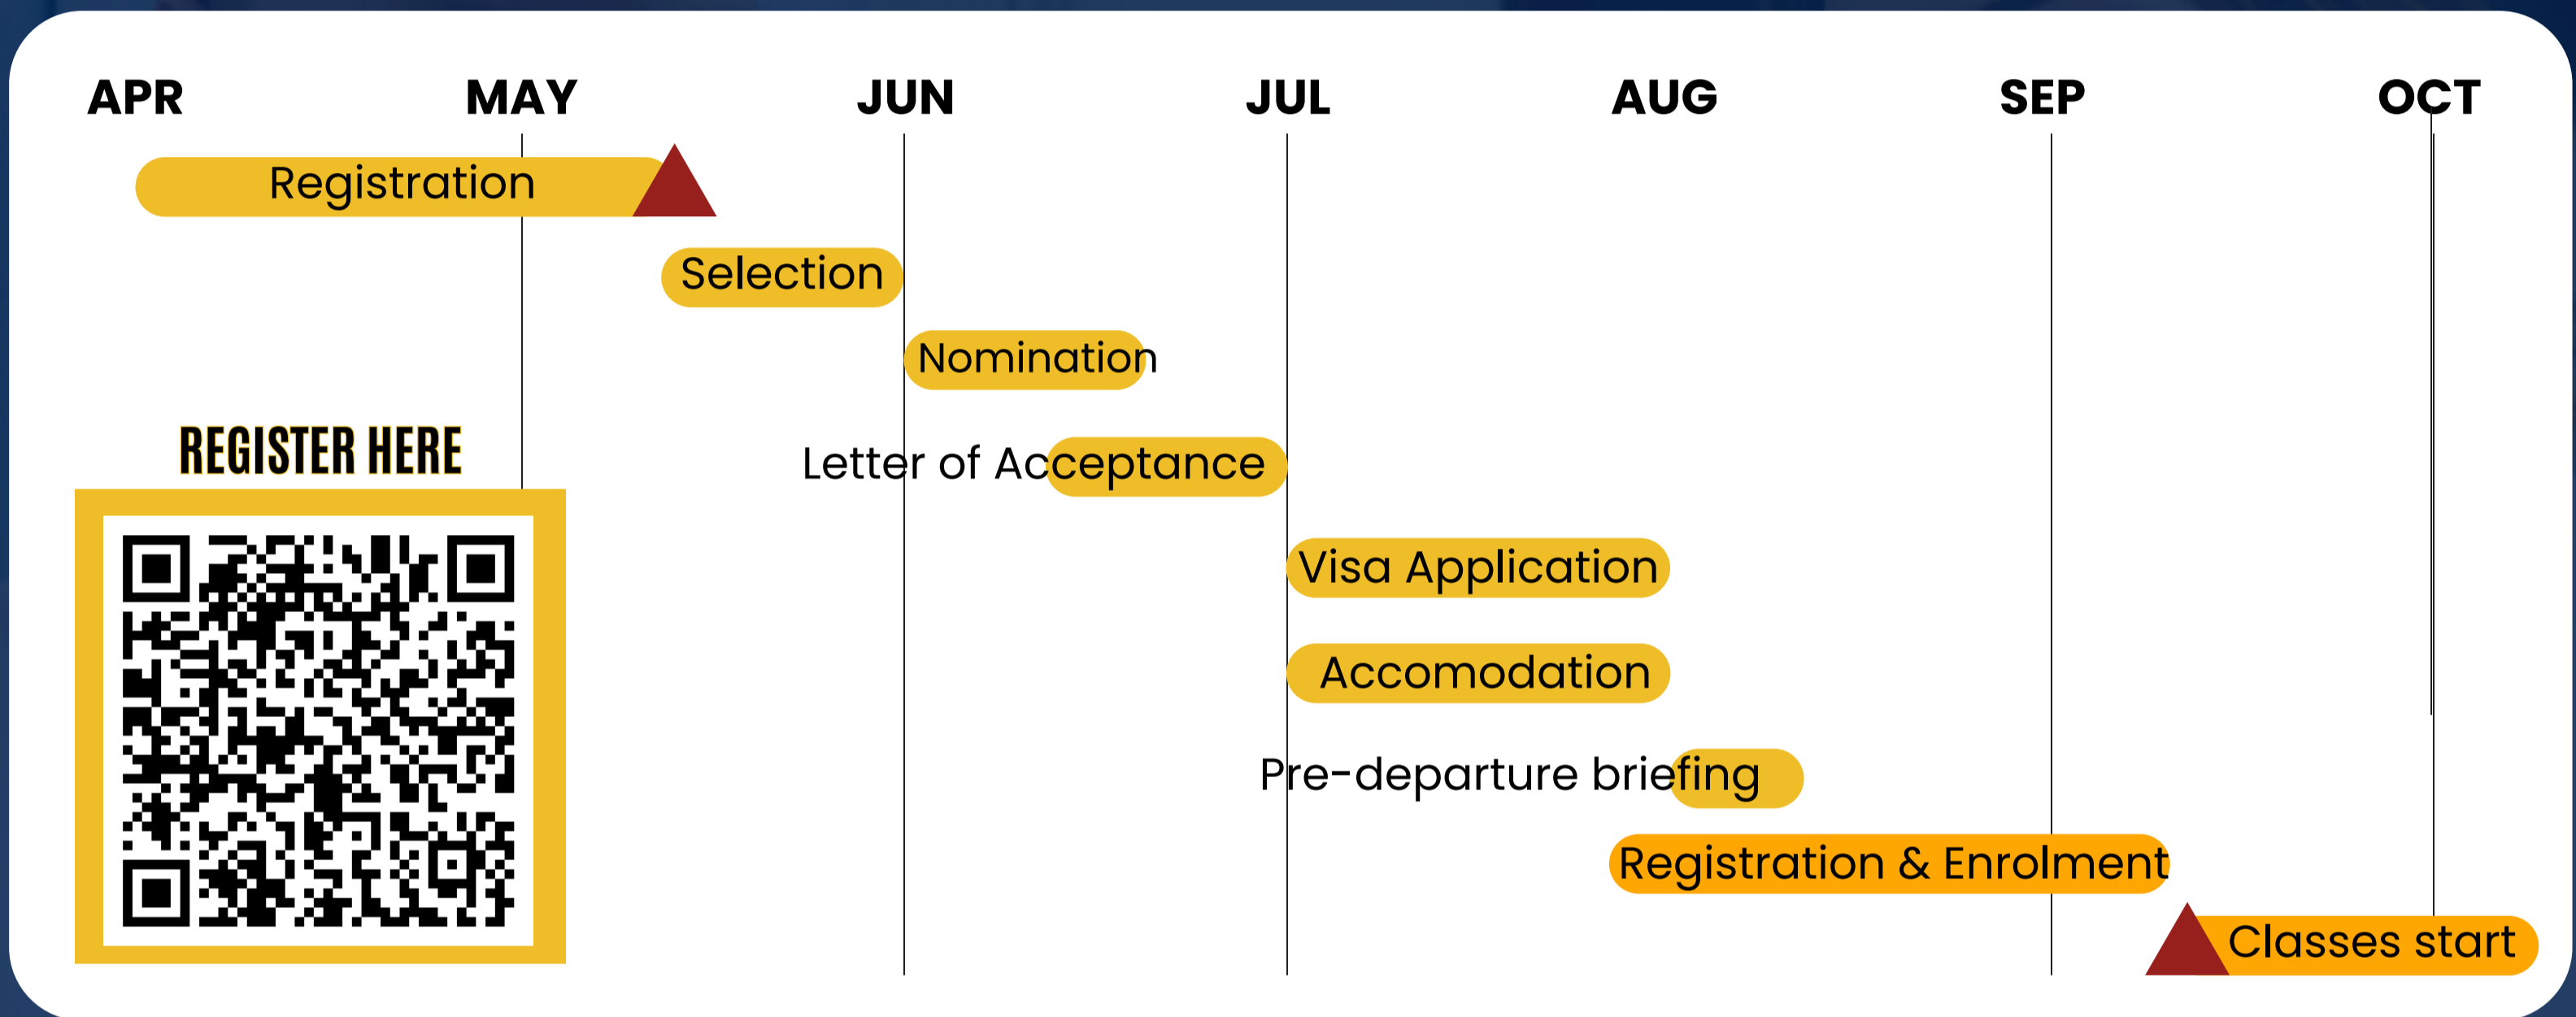 APR MAY JUN JUL AUG SEP OCT
Registration
Selection
Nomination
Letter of Acceptance
REGISTER HERE
Visa Application
Accomodation
Pre-departure briefing
Registration & Enrolment
Classes start